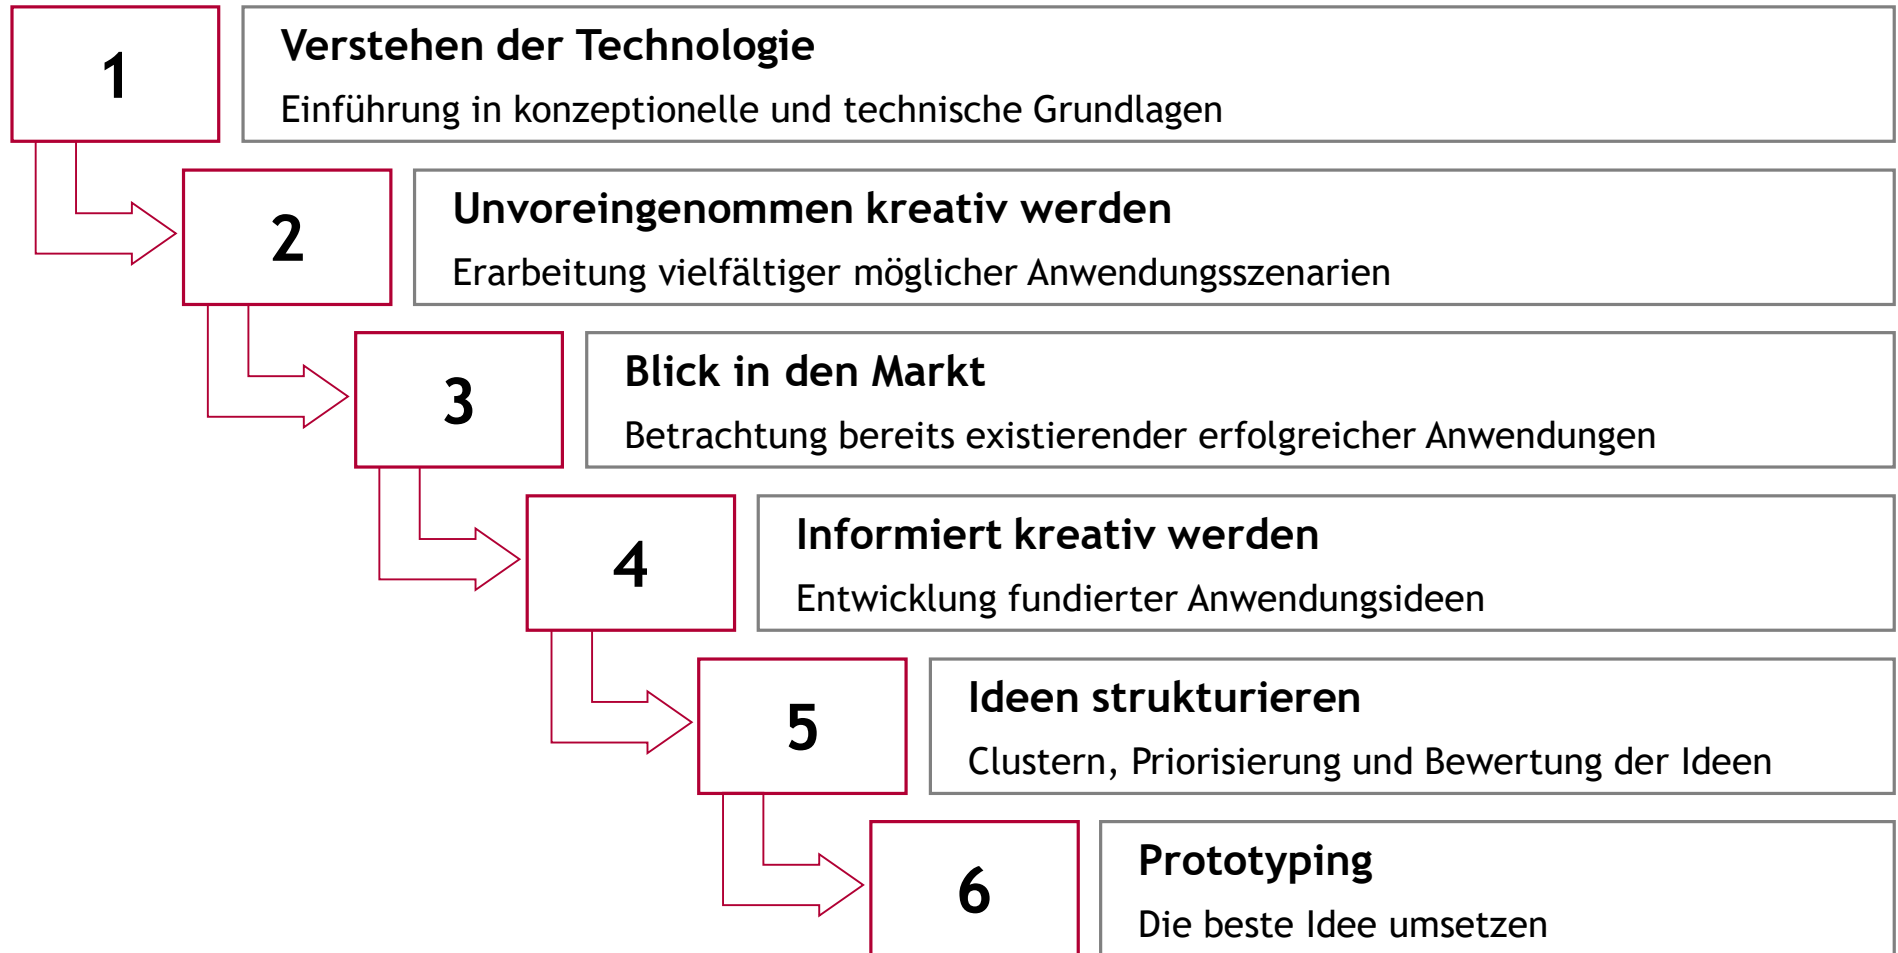 1
Verstehen der Technologie
Einführung in konzeptionelle und technische Grundlagen
2
Unvoreingenommen kreativ werden
Erarbeitung vielfältiger möglicher Anwendungsszenarien
3
Blick in den Markt
Betrachtung bereits existierender erfolgreicher Anwendungen
4
Informiert kreativ werden
Entwicklung fundierter Anwendungsideen
5
Ideen strukturieren
Clustern, Priorisierung und Bewertung der Ideen
6
Prototyping
Die beste Idee umsetzen